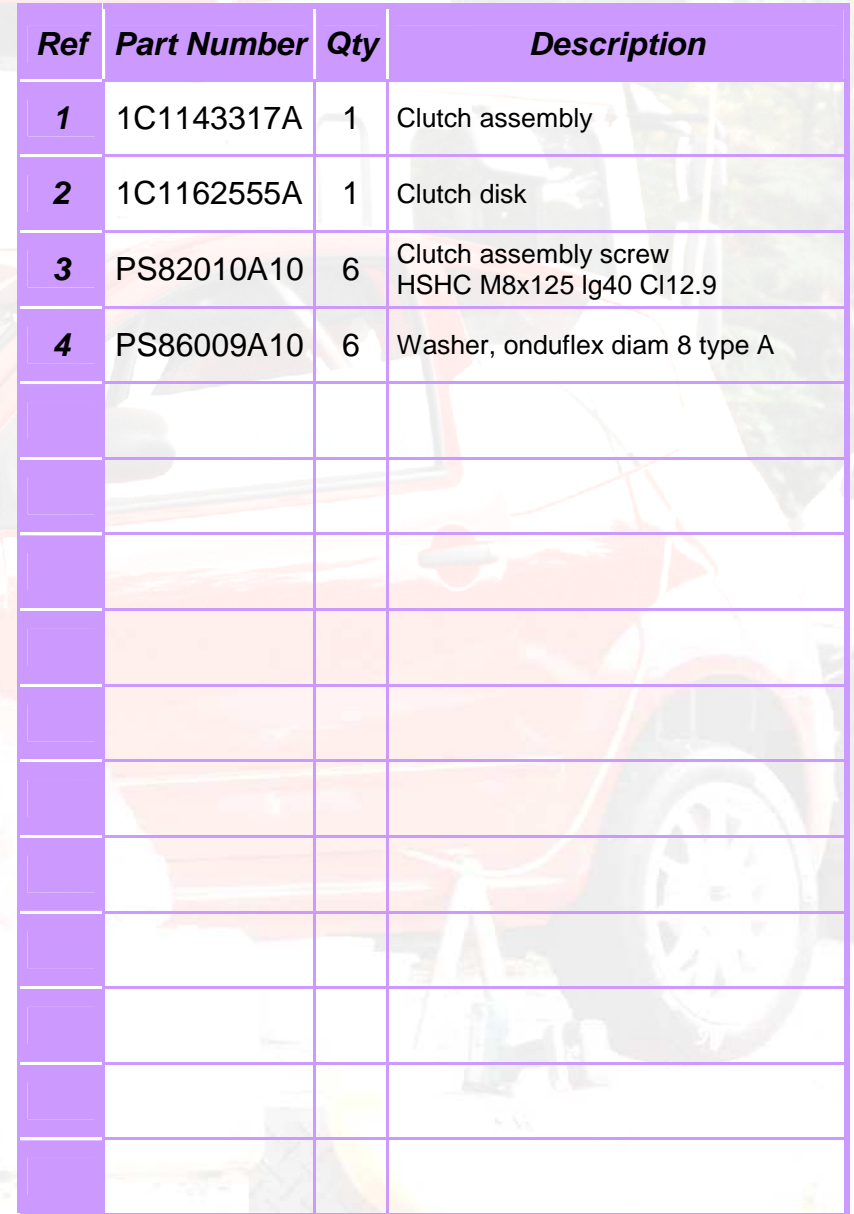 Ref Part Number Qty Description
1 1C1143317A 1 Clutch assembly
2 1C1162555A 1 Clutch disk
3 PS82010A10 6 Clutch assembly screw
HSHC M8x125 lg40 Cl12.9
4 PS86009A10 6 Washer, onduflex diam 8 type A